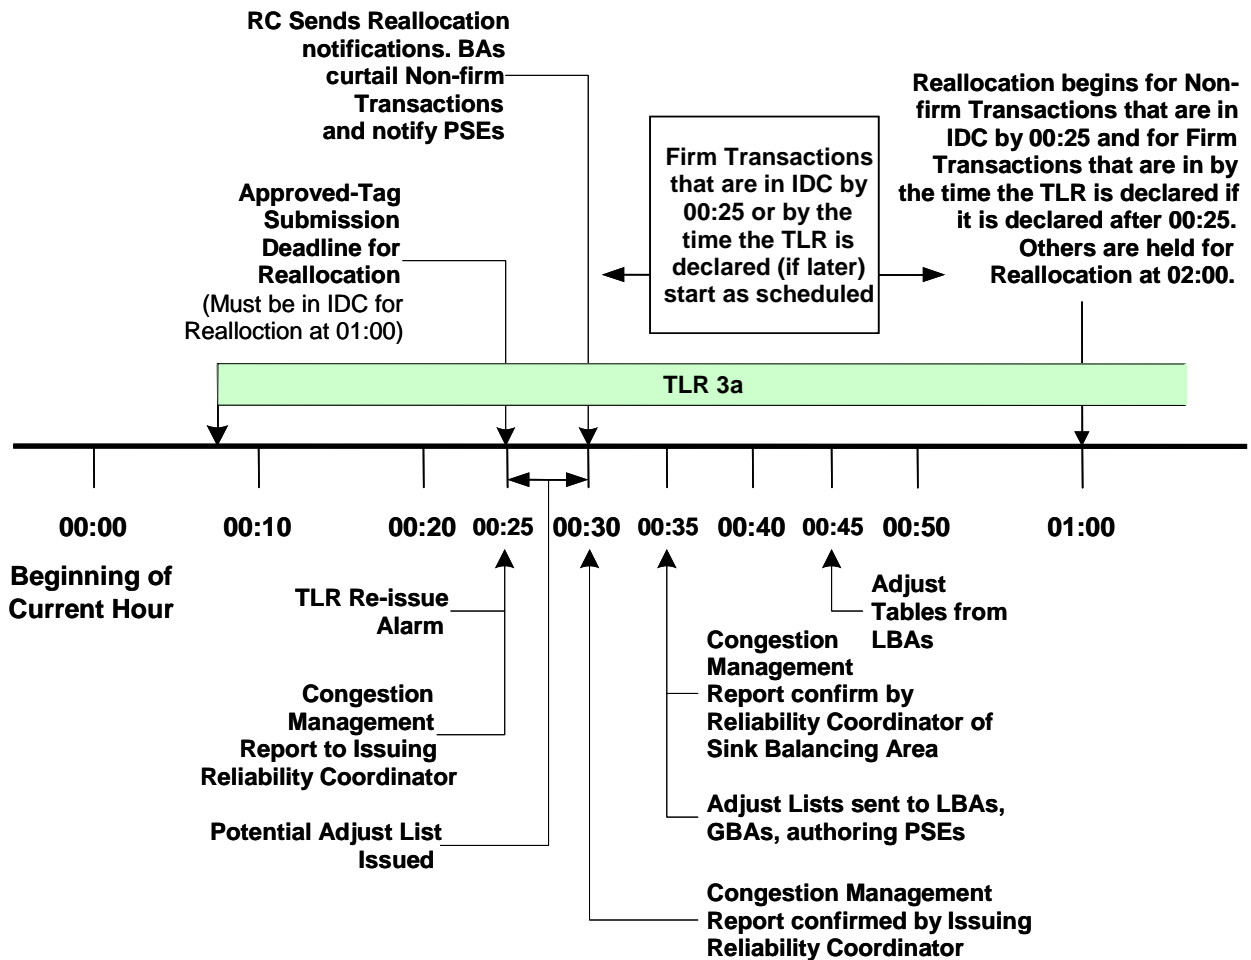 RC Sends Reallocation
notifications. BAs
curtail Non-firm
Transactions
and notify PSEs
Reallocation begins for Non-
firm Transactions that are in
IDC by 00:25 and for Firm
Transactions that are in by
the time the TLR is declared if
it is declared after 00:25.
Others are held for
Reallocation at 02:00.
Firm Transactions
that are in IDC by
00:25 or by the
time the TLR is
declared (if later)
start as scheduled
Approved-Tag
Submission
Deadline for
Reallocation
(Must be in IDC for
Realloction at 01:00)
TLR 3a
00:00 00:10 00:20 00:25 00:30 00:35 00:40 00:45 00:50 01:00
Beginning of
Current Hour
TLR Re-issue
Alarm
Adjust
Tables from
LBAs
Congestion
Management
Report to Issuing
Reliability Coordinator
Congestion
Management
Report confirm by
Reliability Coordinator of
Sink Balancing Area
Potential Adjust List
Issued
Adjust Lists sent to LBAs,
GBAs, authoring PSEs
Congestion Management
Report confirmed by Issuing
Reliability Coordinator